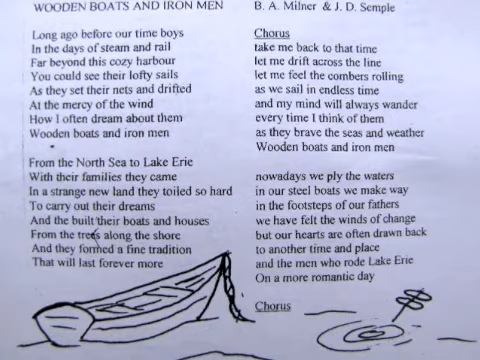 WOODEN BOATS AND IRON MEN
B. A. Milner & J. D. Semple
Long ago before our time boys
In the days of steam and rail
Far beyond this cozy harbour
You could see their lofty sails
As they set their nets and drifted
At the mercy of the wind
How I often dream about them
Wooden boats and iron men
From the North Sea to Lake Erie
With their families they came
In a strange new land they toiled so hard
To carry out their dreams
And the built their boats and houses
From the trees along the shore
And they formed a fine tradition
That will last forever more
Chorus
take me back to that time
let me drift across the line
let me feel the combers rolling
as we sail in endless time
and my mind will always wander
every time I think of them
as they brave the seas and weather
Wooden boats and iron men
nowadays we ply the waters
in our steel boats we make way
in the footsteps of our fathers
we have felt the winds of change
but our hearts are often drawn back
to another time and place
and the men who rode Lake Erie
On a more romantic day
Chorus